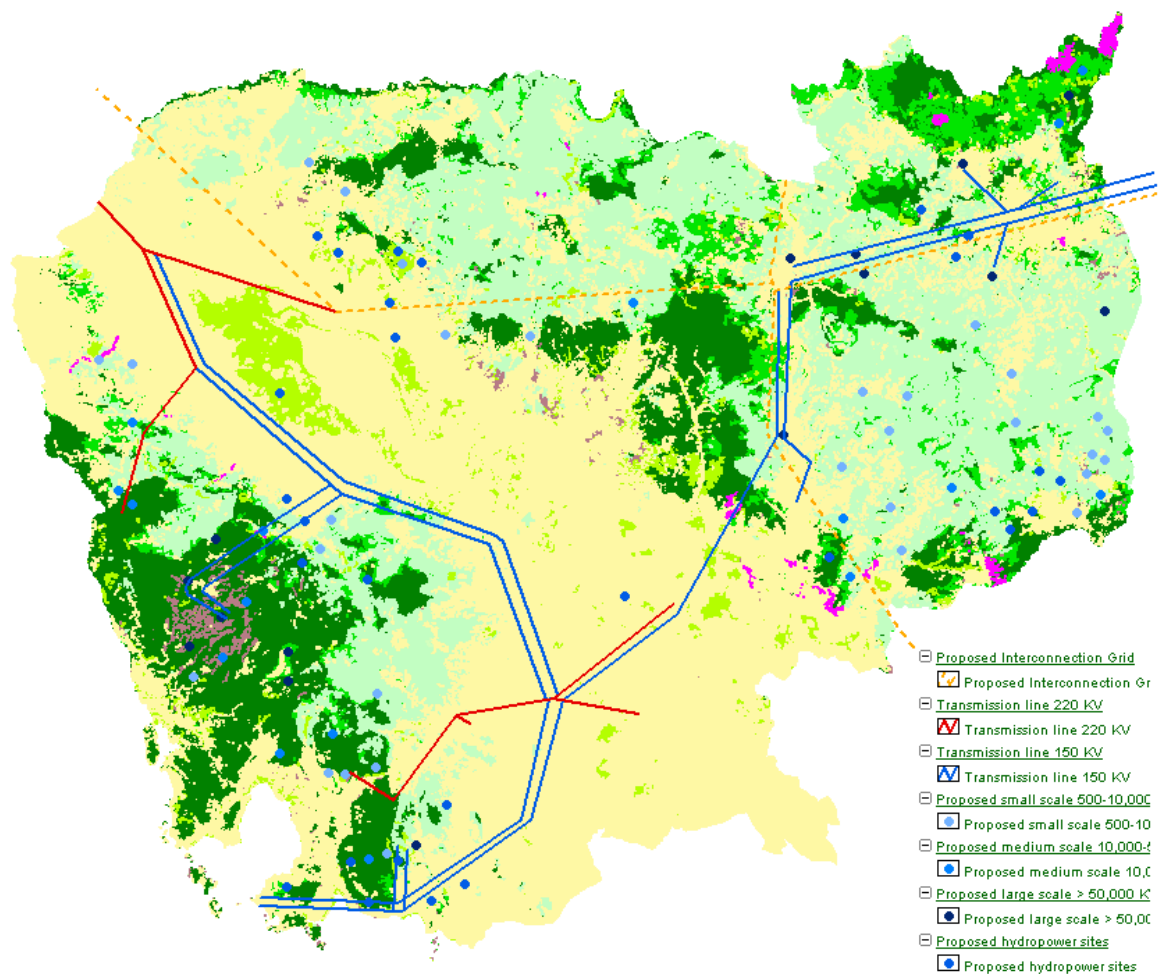 Proposed Interconnection Grid
Proposed Interconnection Gr
Transmission line 220 KV
Transmission line 220 KV
Transmission line 150 KV
Transmission line 150 KV
Proposed small scale 500-10,000
Proposed small scale 500-10
Proposed medium scale 10,000-5
Proposed medium scale 10,0
Proposed large scale > 50,000 K
Proposed large scale > 50,00
Proposed hydropower sites
Proposed hydropower sites